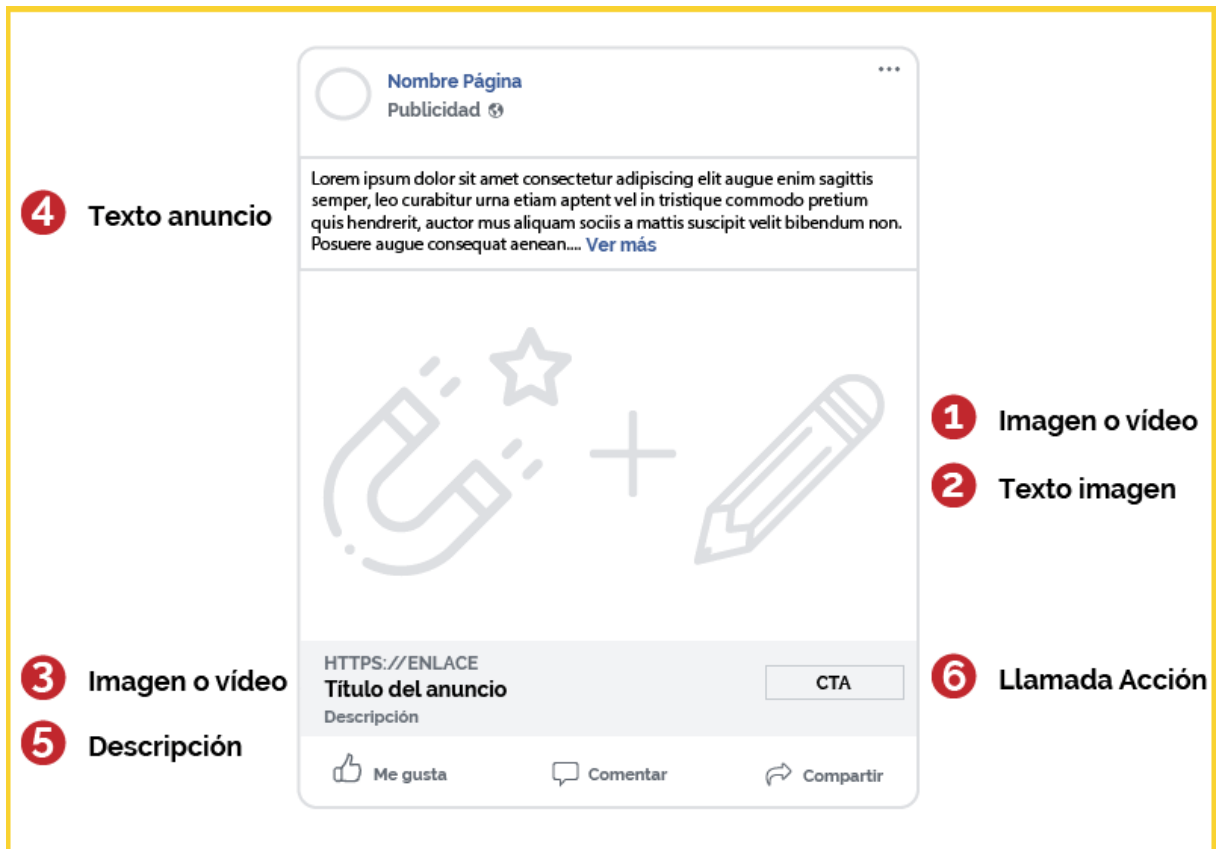 Nombre Página
Publicidad
Lorem ipsum dolor sit amet consectetur adipiscing elit augue enim sagittis
semper, leo curabitur urna etiam aptent vel in tristique commodo pretium
quis hendrerit, auctor mus aliquam sociis a mattis suscipit velit bibendum non.
Posuere augue consequat aenean.... Ver más
4 Texto anuncio
1 Imagen o vídeo
2 Texto imagen
3 Imagen o vídeo
5 Descripción
HTTPS://ENLACE
Título del anuncio
Descripción
CTA
6 Llamada Acción
Me gusta
Comentar
Compartir